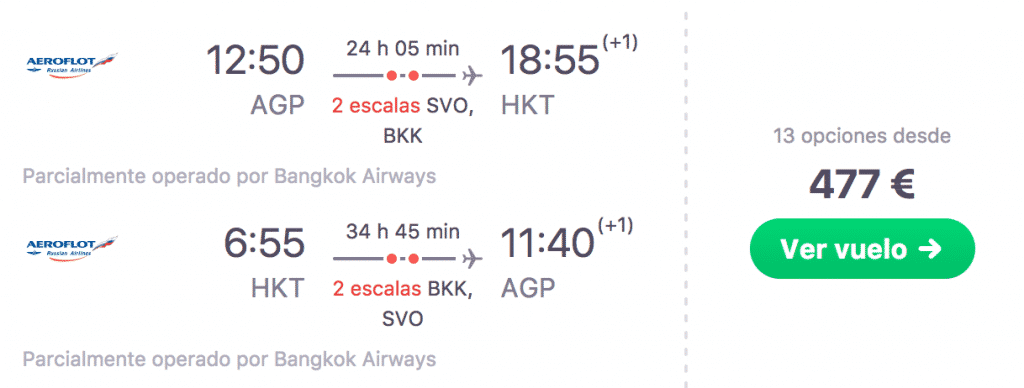 AEROFLOT
Russian Airlines
12:50
24 h 05 min
18:55(+1)
AGP
2 escalas SVO,
BKK
HKT
Parcialmente operado por Bangkok Airways
AEROFLOT
Russian Airlines
6:55
34 h 45 min
11:40(+1)
HKT
2 escalas BKK,
SVO
AGP
Parcialmente operado por Bangkok Airways
13 opciones desde
477 €
Ver vuelo →